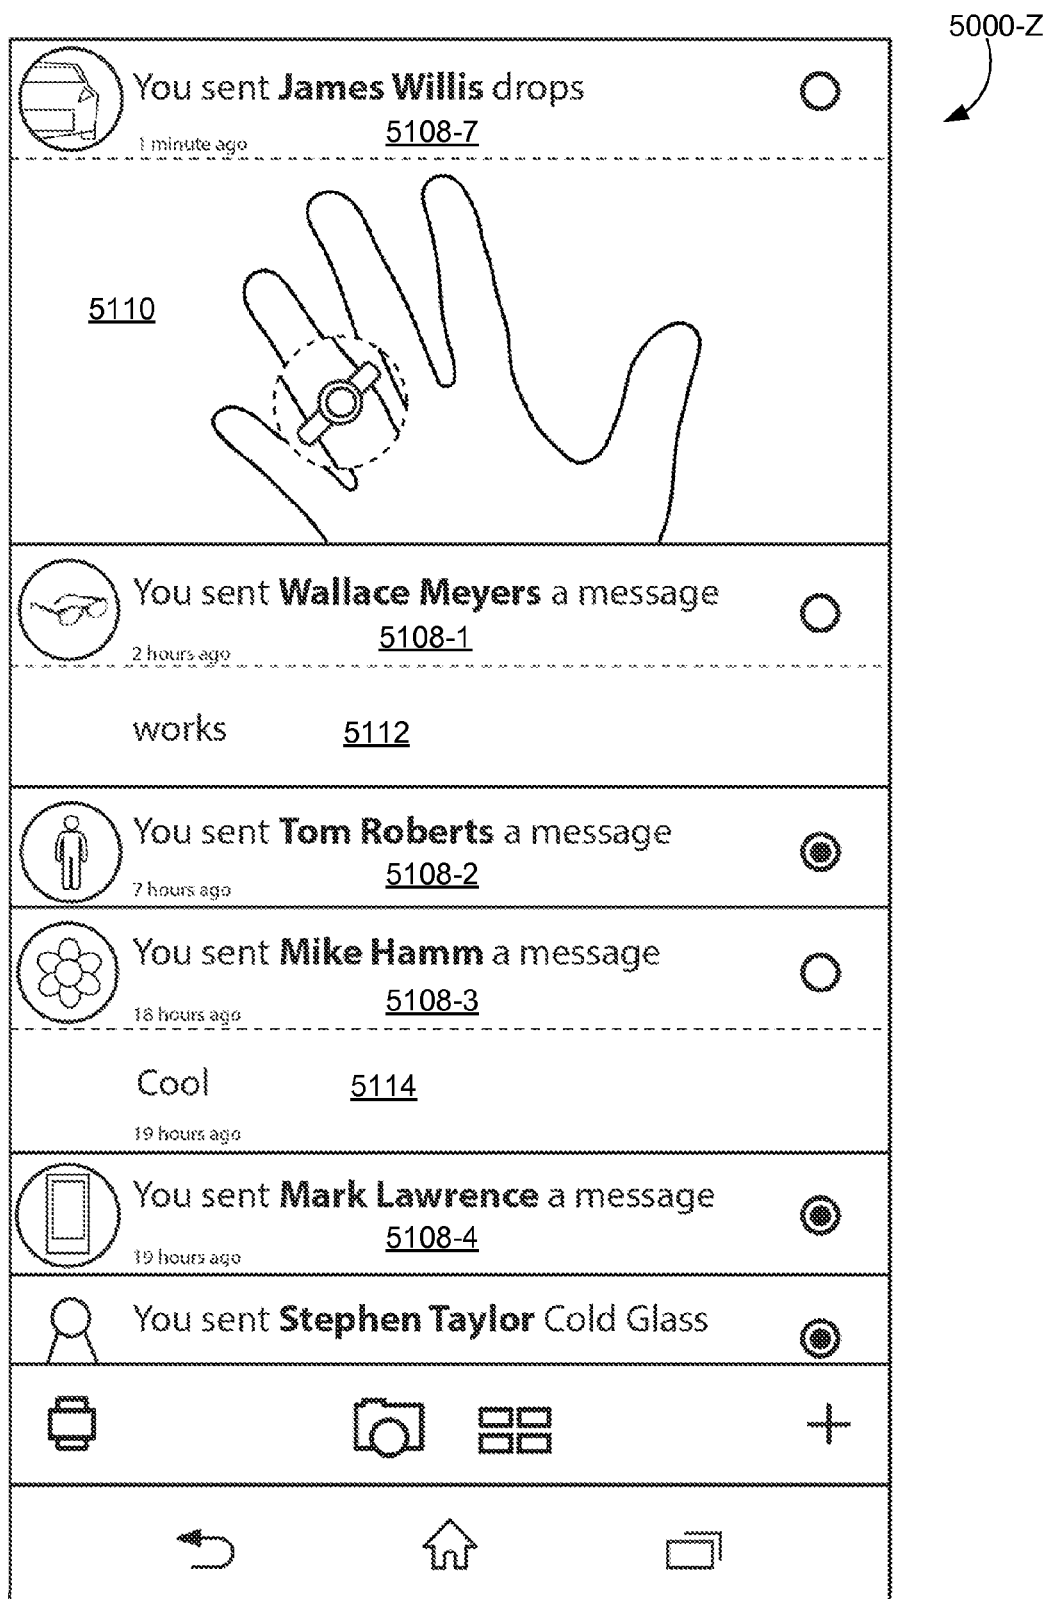 5000-Z
You sent James Willis drops
5108-7
1 minute ago
5110
You sent Wallace Meyers a message
5108-1
2 hours ago
works
5112
You sent Tom Roberts a message
5108-2
7 hours ago
You sent Mike Hamm a message
5108-3
18 hours ago
Cool
5114
19 hours ago
You sent Mark Lawrence a message
5108-4
19 hours ago
You sent Stephen Taylor Cold Glass